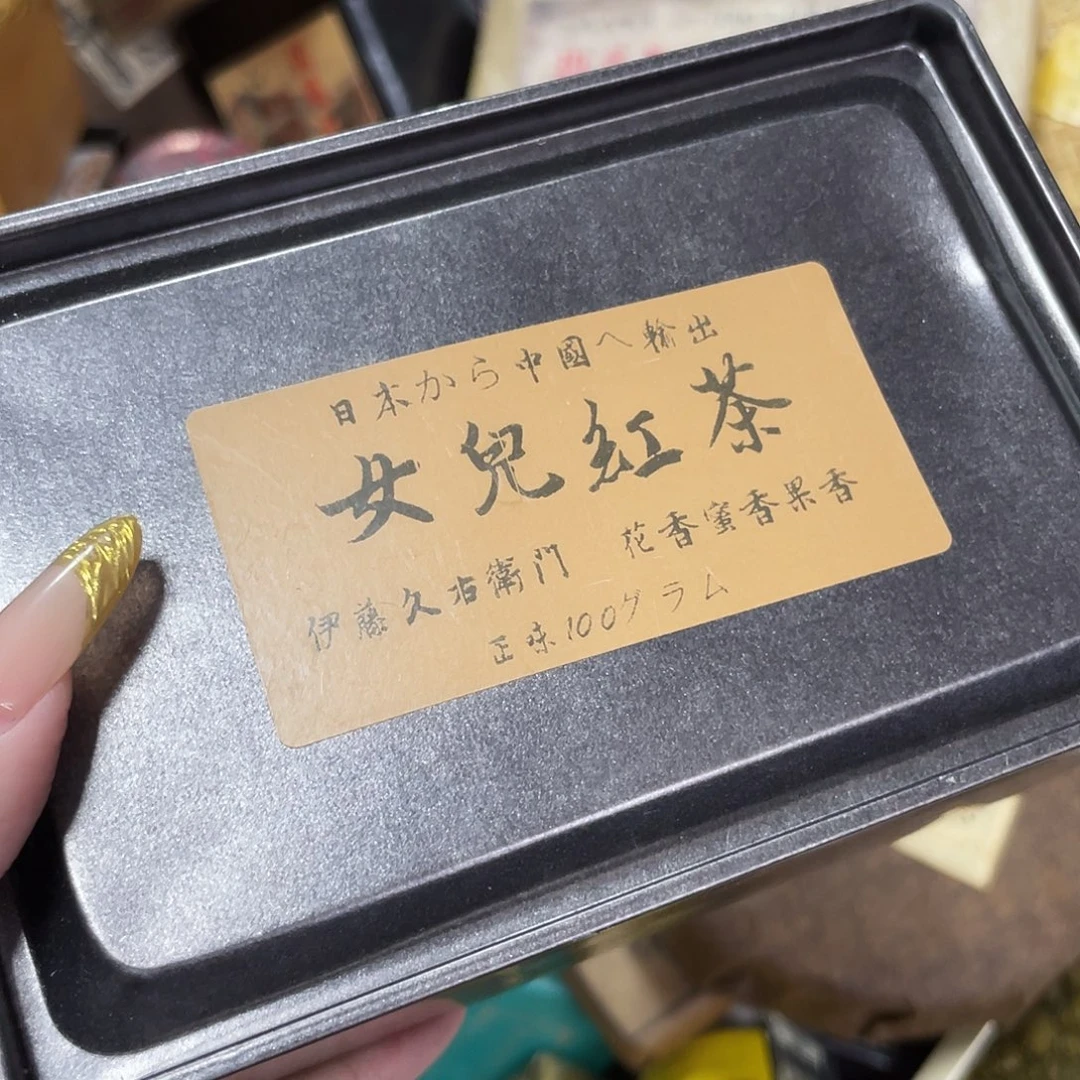 日本から中國へ輸出
女兒紅茶
伊藤久右衛門 花香蜜香果香
正味100グラム